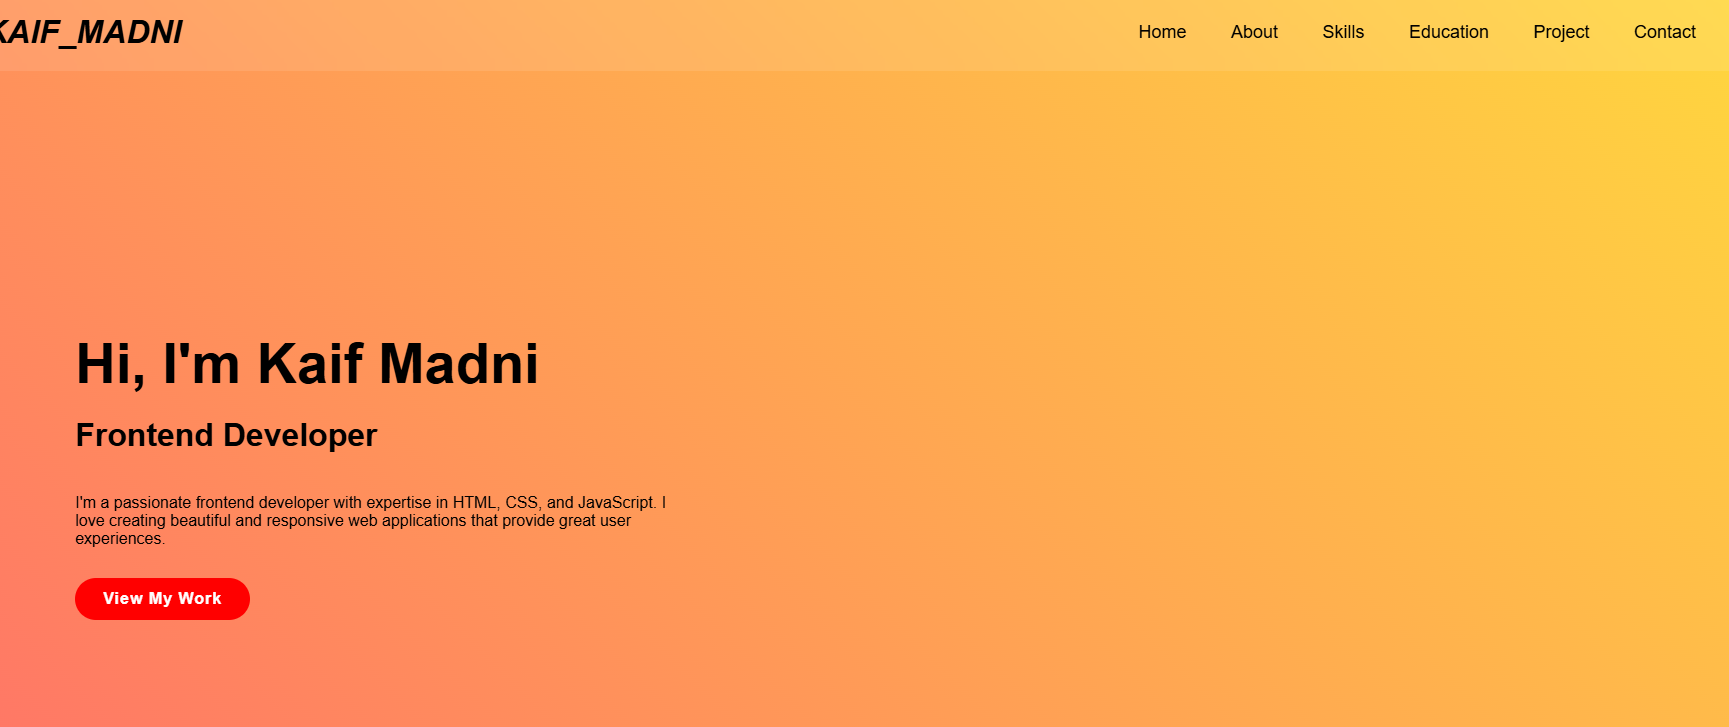 KAIF_MADNI
Home About Skills Education Project Contact
Hi, I'm Kaif Madni
Frontend Developer
I'm a passionate frontend developer with expertise in HTML, CSS, and JavaScript. I
love creating beautiful and responsive web applications that provide great user
experiences.
View My Work